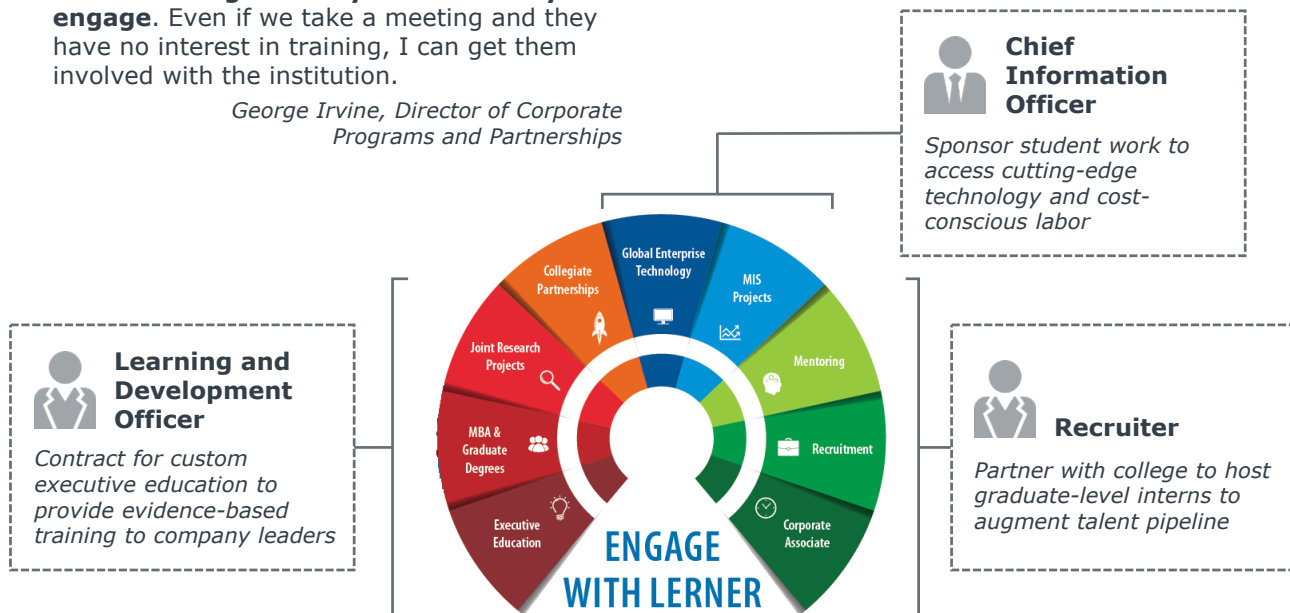 engage. Even if we take a meeting and they
have no interest in training, I can get them
involved with the institution.
George Irvine, Director of Corporate
Programs and Partnerships
Chief
Information
Officer
Sponsor student work to
access cutting-edge
technology and cost-
conscious labor
Learning and
Development
Officer
Contract for custom
executive education to
provide evidence-based
training to company leaders
Executive
Education
MBA &
Graduate
Degrees
Joint Research
Projects
Collegiate
Partnerships
Global Enterprise
Technology
MIS
Projects
Mentoring
Recruitment
Corporate
Associate
ENGAGE
WITH LERNER
Recruiter
Partner with college to host
graduate-level interns to
augment talent pipeline